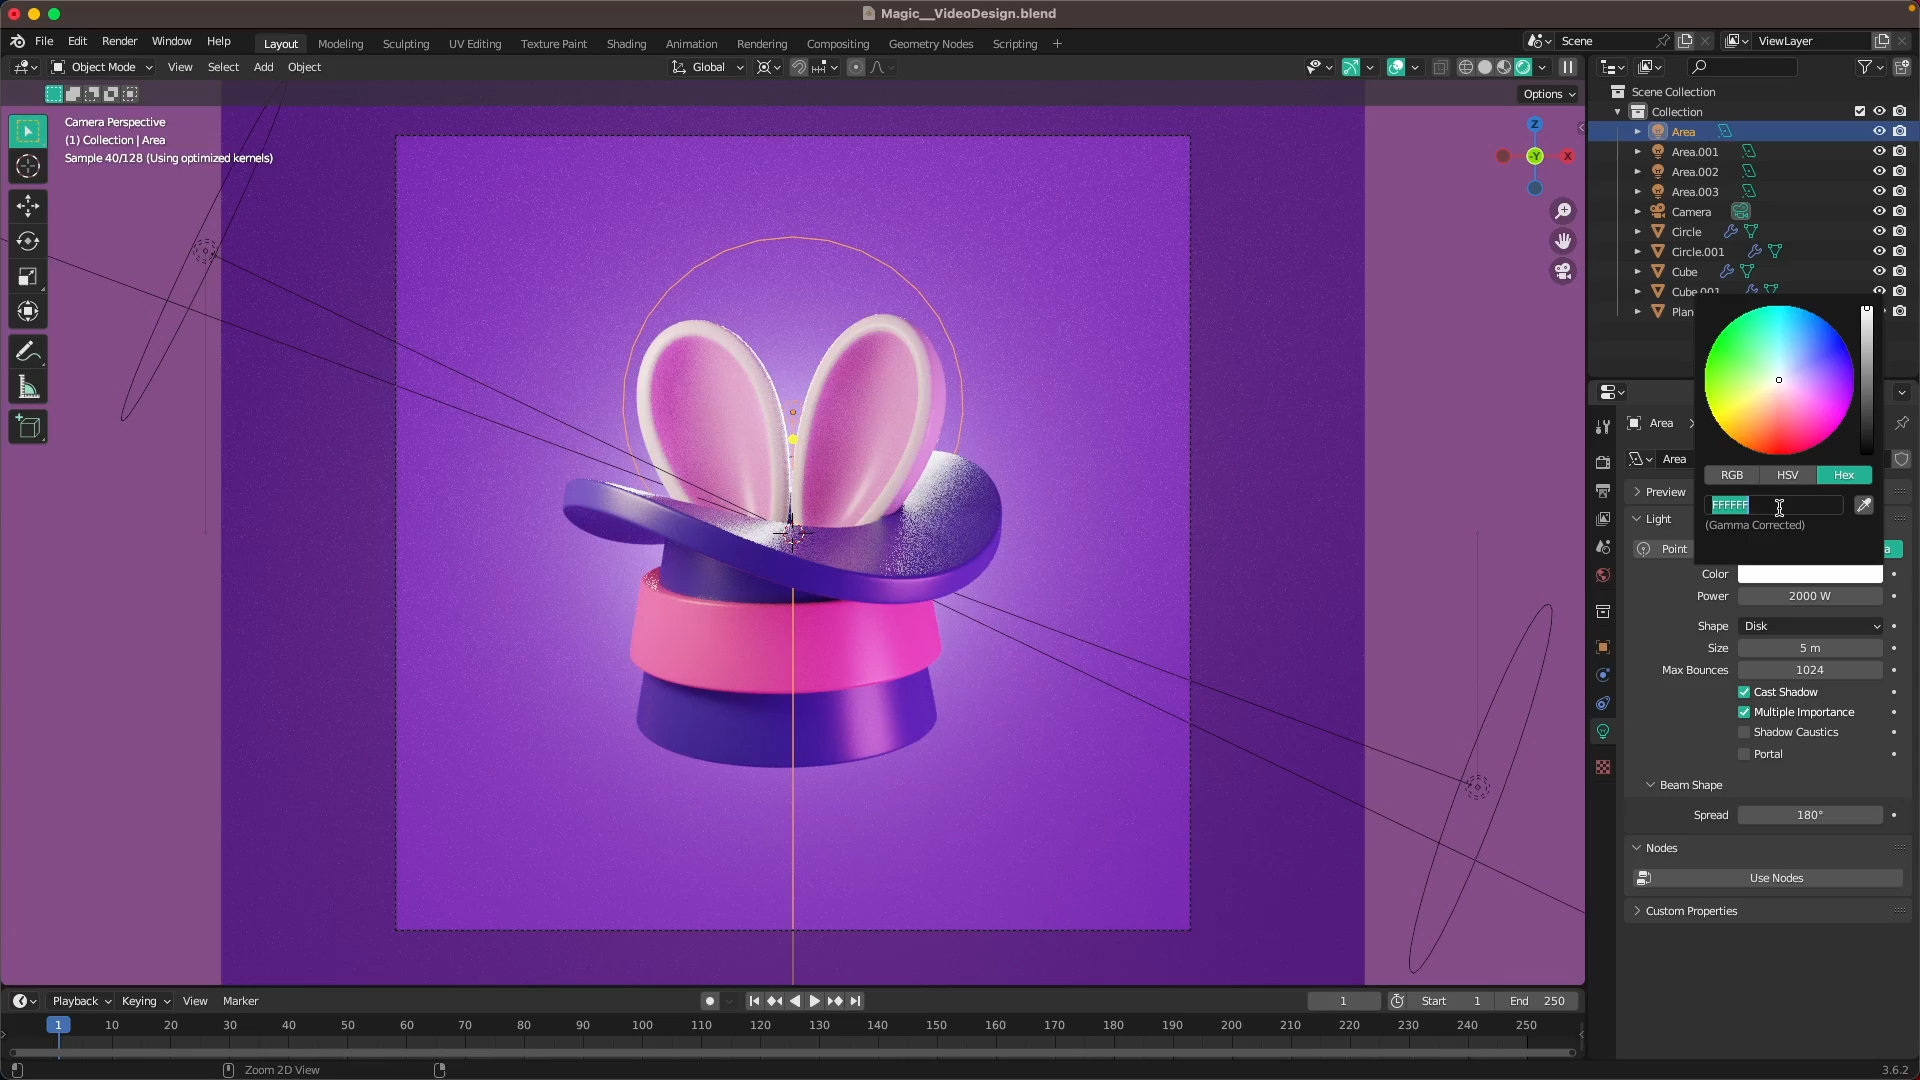 Magic__VideoDesign.blend
File Edit Render Window Help Layout Modeling Sculpting UV Editing Texture Paint Shading Animation Rendering Compositing Geometry Nodes Scripting + Scene ViewLayer
Object Mode View Select Add Object Global
Options
Camera Perspective
(1) Collection | Area
Sample 40/128 (Using optimized kernels)
Z
-Y X
Scene Collection
Collection
Area
Area.001
Area.002
Area.003
Camera
Circle
Circle.001
Cube
Cube.001
Plan
Area
Area
RGB HSV Hex
FFFFFF
(Gamma Corrected)
Preview
Light
Point a
Color
Power 2000 W
Shape Disk
Size 5 m
Max Bounces 1024
Cast Shadow
Multiple Importance
Shadow Caustics
Portal
Beam Shape
Spread 180°
Nodes
Use Nodes
Custom Properties
Playback Keying View Marker 1 Start 1 End 250
1 10 20 30 40 50 60 70 80 90 100 110 120 130 140 150 160 170 180 190 200 210 220 230 240 250
Zoom 2D View 3.6.2